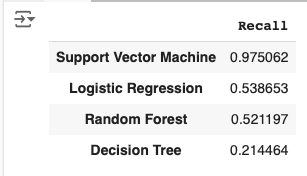 Recall
Support Vector Machine 0.975062
Logistic Regression 0.538653
Random Forest 0.521197
Decision Tree 0.214464